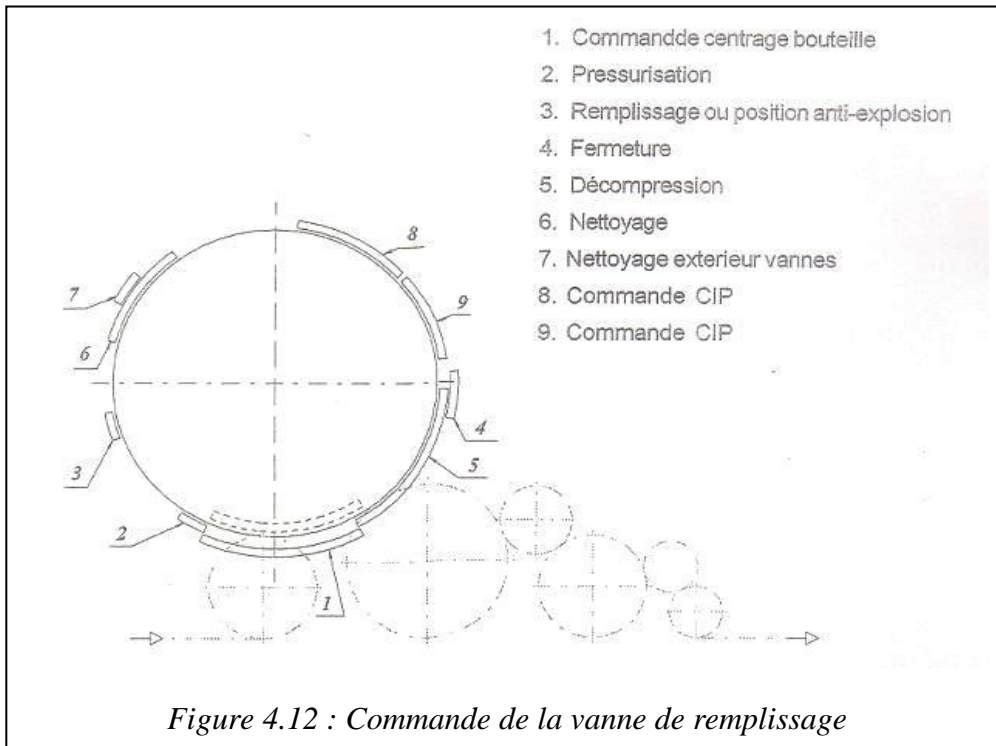 1. Commandde centrage bouteille
2. Pressurisation
3. Remplissage ou position anti-explosion
4. Fermeture
5. Décompression
6. Nettoyage
7. Nettoyage exterieur vannes
8. Commande CIP
9. Commande CIP
8
7
9
6
4
3
5
2
1
Figure 4.12 : Commande de la vanne de remplissage